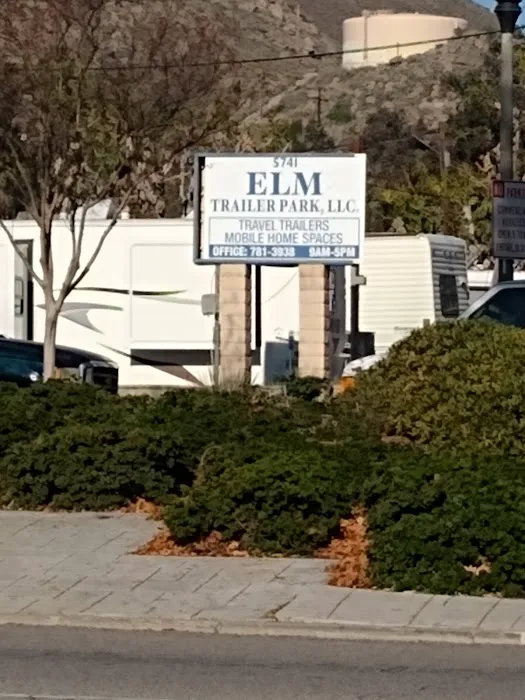 5741
ELM
TRAILER PARK, LLC.
TRAVEL TRAILERS
MOBILE HOME SPACES
OFFICE: 781-3938 9AM-5PM